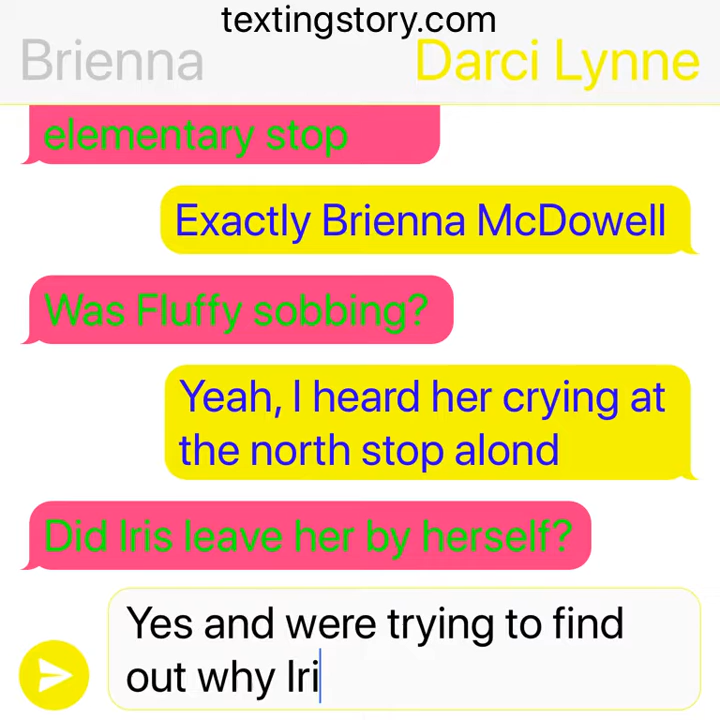 textingstory.com
Brienna
Darci Lynne
elementary stop
Exactly Brienna McDowell
Was Fluffy sobbing?
Yeah, I heard her crying at
the north stop alond
Did Iris leave her by herself?
Yes and were trying to find
out why Iri